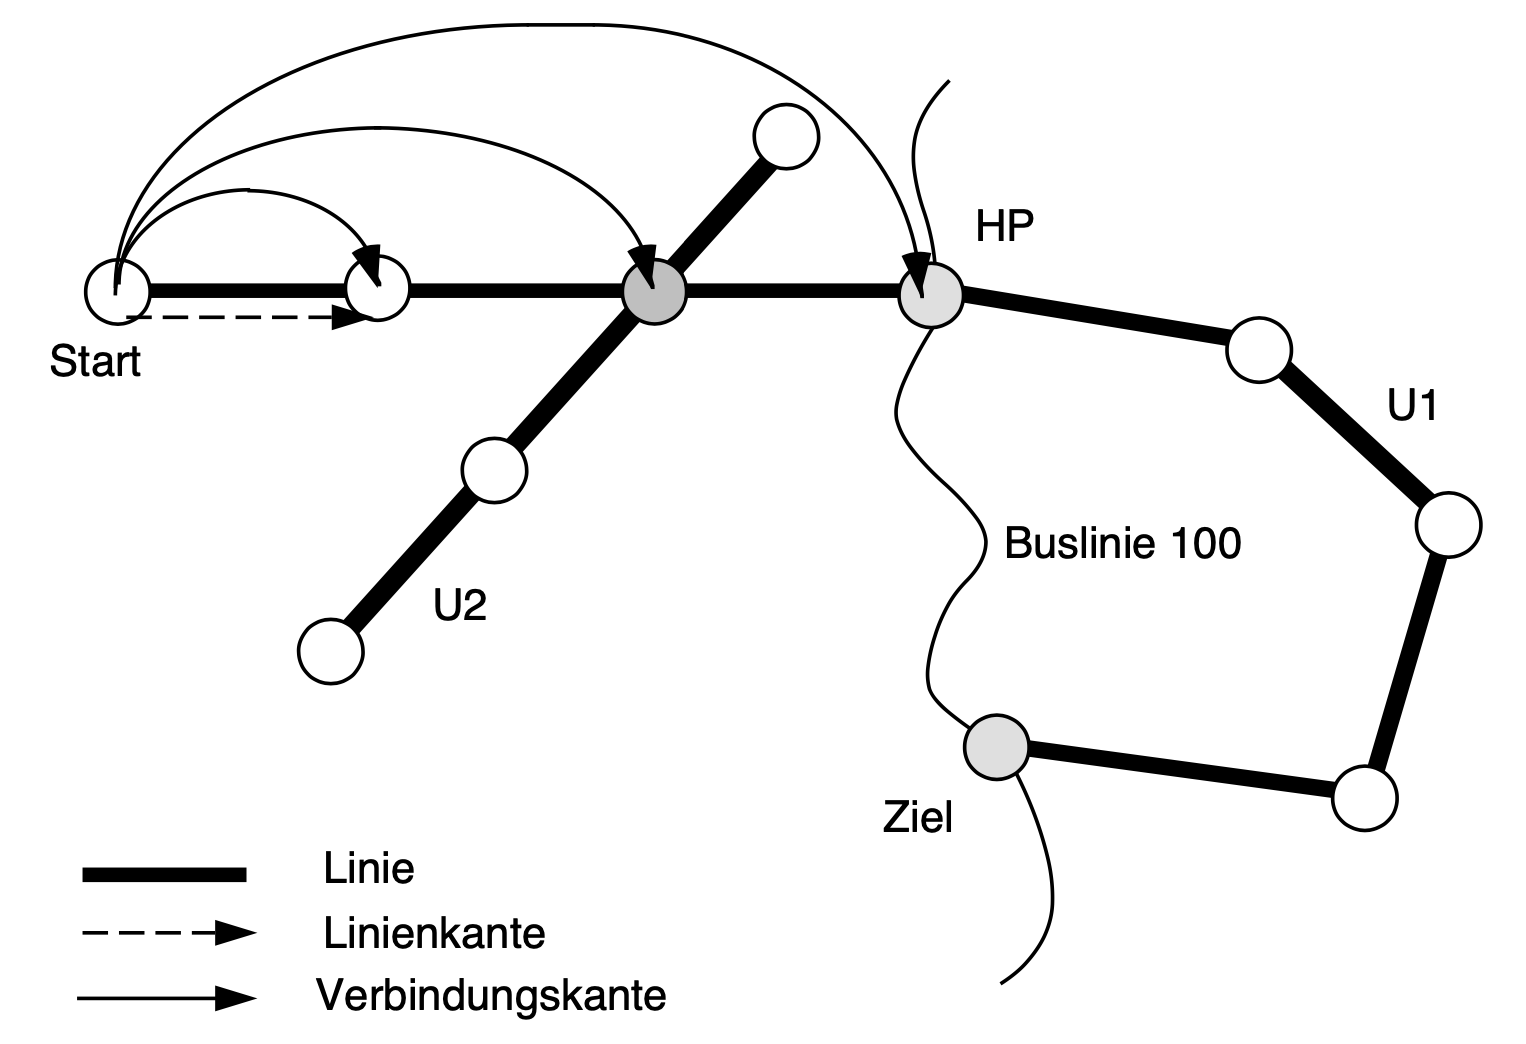 HP
Start
U1
Buslinie 100
U2
Ziel
Linie
Linienkante
Verbindungskante